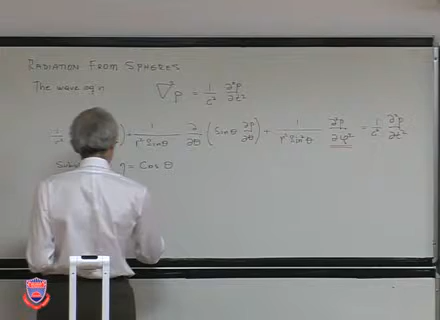 RADIATION FROM SPHERES
The wave eqn ∇²p = 1/c² ∂²p/∂t²
) + 1/(r² Sinθ) ∂/∂θ (Sinθ ∂p/∂θ) + 1/(r² Sin²θ) ∂²p/∂φ² = 1/c² ∂²p/∂t²
η = Cos θ